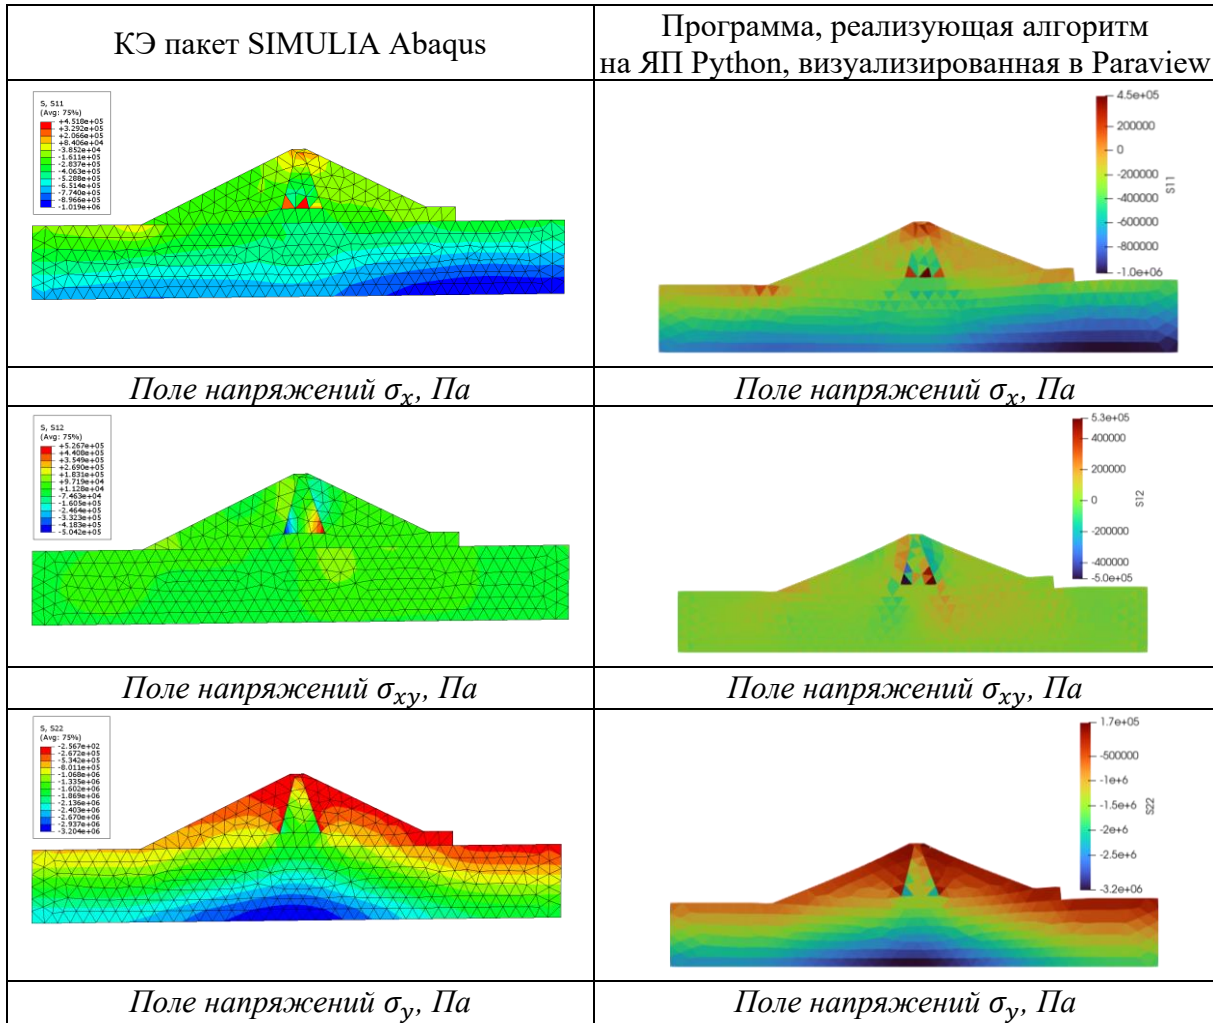 КЭ пакет SIMULIA Abaqus
Программа, реализующая алгоритм
на ЯП Python, визуализированная в Paraview
S, S11
(Avg: 75%)
+4.518e+05
+3.292e+05
+2.066e+05
+8.406e+04
-3.852e+04
-1.611e+05
-2.837e+05
-4.063e+05
-5.288e+05
-6.514e+05
-7.740e+05
-8.966e+05
-1.019e+06
4.5e+05
200000
0
-200000
-400000
-600000
-800000
-1.0e+06
S11
Поле напряжений σx, Па
Поле напряжений σx, Па
S, S12
(Avg: 75%)
+5.267e+05
+4.408e+05
+3.549e+05
+2.690e+05
+1.831e+05
+9.719e+04
+1.128e+04
-7.463e+04
-1.605e+05
-2.464e+05
-3.323e+05
-4.183e+05
-5.042e+05
5.3e+05
400000
200000
0
-200000
-400000
-5.0e+05
S12
Поле напряжений σxy, Па
Поле напряжений σxy, Па
S, S22
(Avg: 75%)
-2.567e+02
-2.672e+05
-5.342e+05
-8.011e+05
-1.068e+06
-1.335e+06
-1.602e+06
-1.869e+06
-2.136e+06
-2.403e+06
-2.670e+06
-2.937e+06
-3.204e+06
1.7e+05
-500000
-1e+6
-1.5e+6
-2e+6
-2.5e+6
-3.2e+06
S22
Поле напряжений σy, Па
Поле напряжений σy, Па